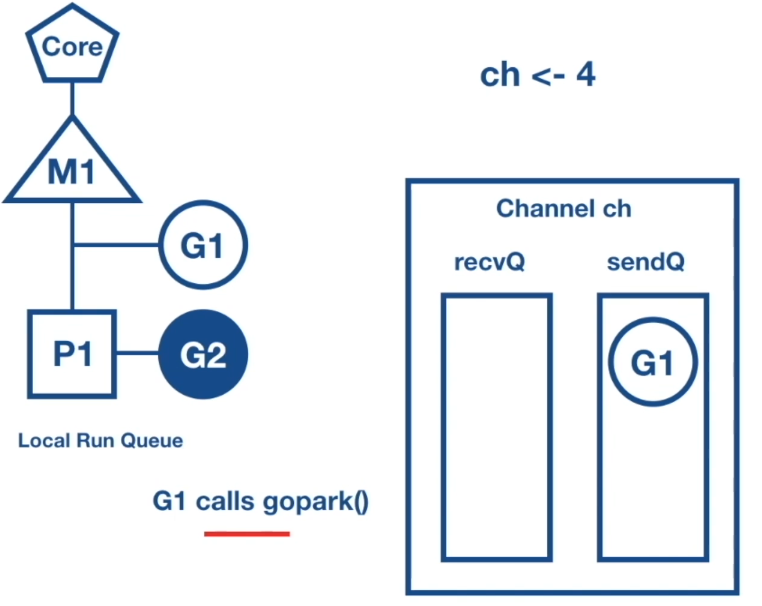 Core
ch <- 4
M1
Channel ch
G1
recvQ
sendQ
P1
G2
G1
Local Run Queue
G1 calls gopark()